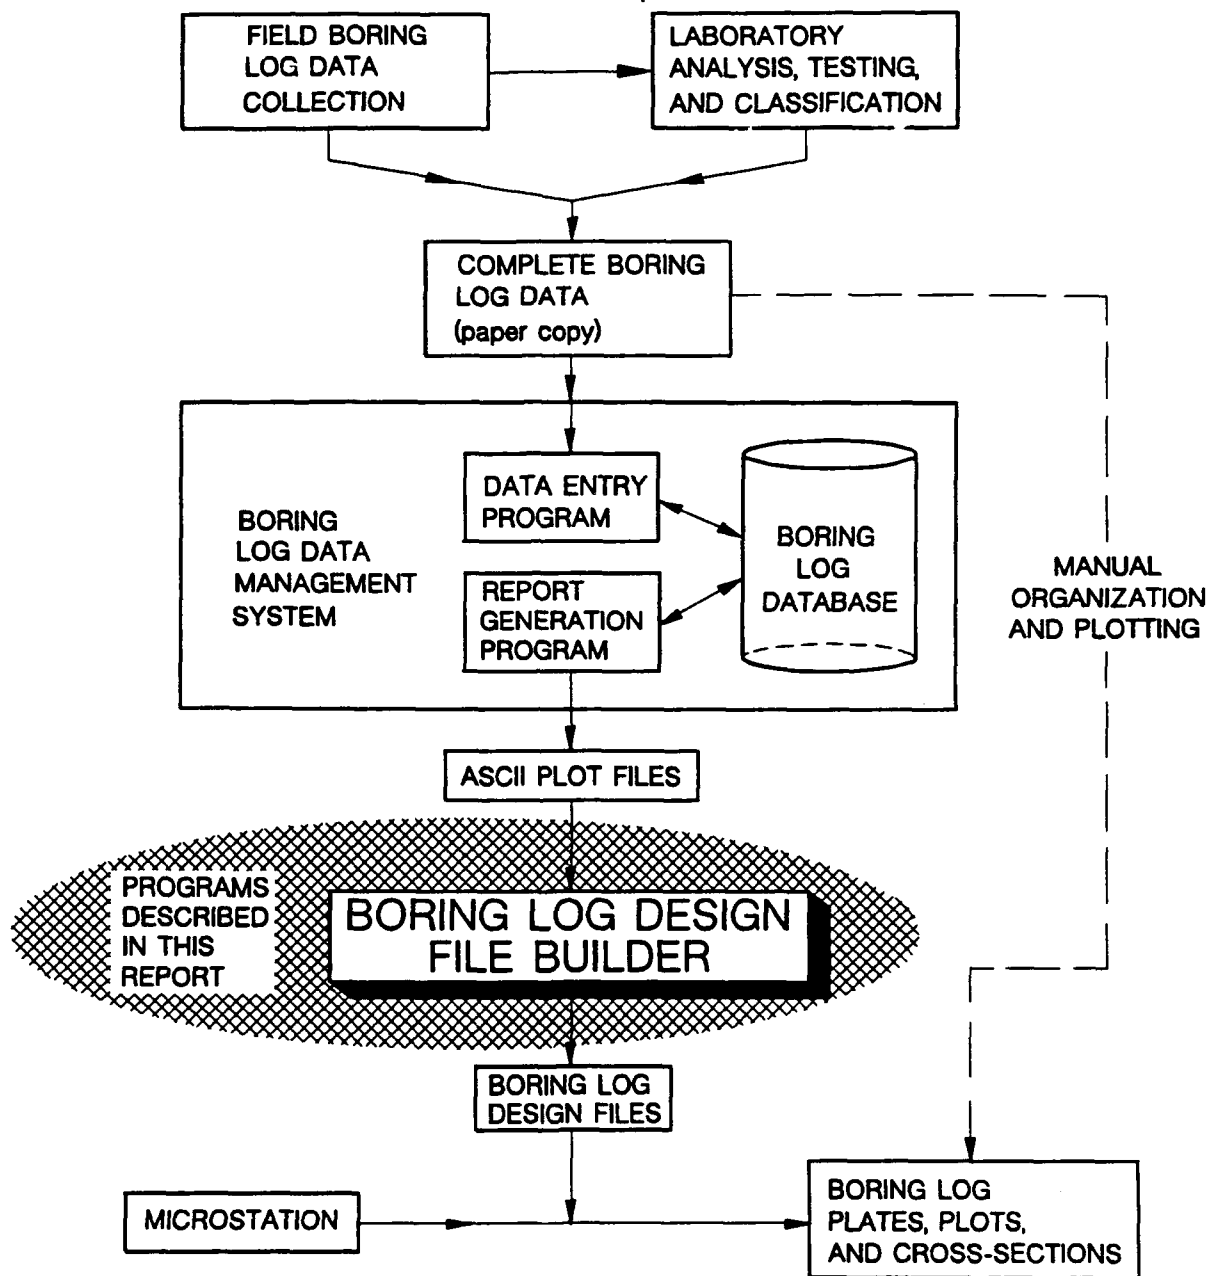 FIELD BORING
LOG DATA
COLLECTION
LABORATORY
ANALYSIS, TESTING,
AND CLASSIFICATION
COMPLETE BORING
LOG DATA
(paper copy)
BORING
LOG DATA
MANAGEMENT
SYSTEM
DATA ENTRY
PROGRAM
REPORT
GENERATION
PROGRAM
BORING
LOG
DATABASE
MANUAL
ORGANIZATION
AND PLOTTING
ASCII PLOT FILES
PROGRAMS
DESCRIBED
IN THIS
REPORT
BORING LOG DESIGN
FILE BUILDER
BORING LOG
DESIGN FILES
MICROSTATION
BORING LOG
PLATES, PLOTS,
AND CROSS-SECTIONS